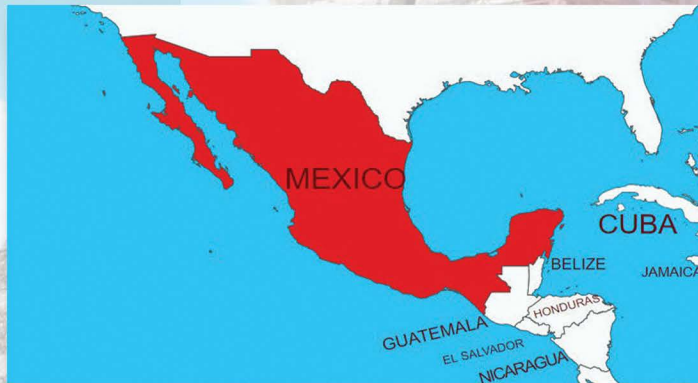 MEXICO
CUBA
BELIZE
JAMAICA
HONDURAS
GUATEMALA
EL SALVADOR
NICARAGUA